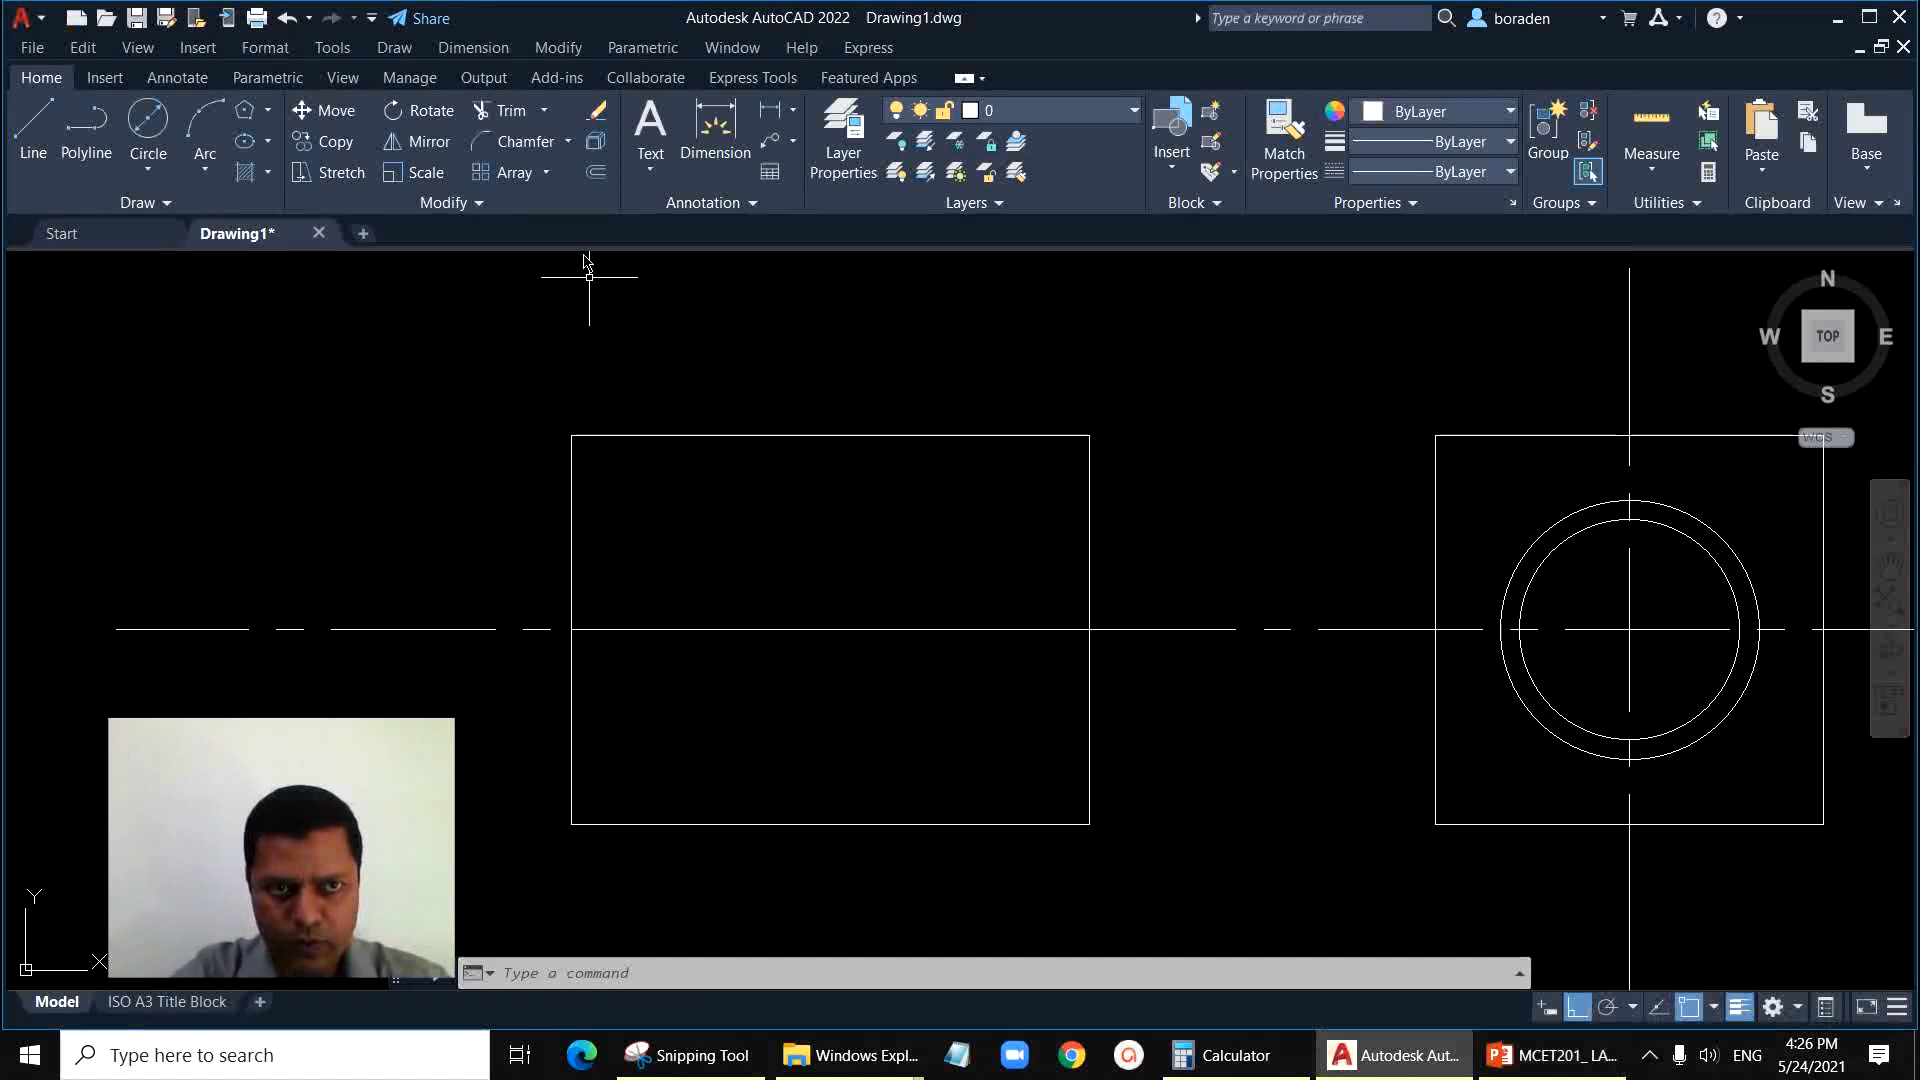 Share
Autodesk AutoCAD 2022 Drawing1.dwg
Type a keyword or phrase
boraden
File Edit View Insert Format Tools Draw Dimension Modify Parametric Window Help Express
Home Insert Annotate Parametric View Manage Output Add-ins Collaborate Express Tools Featured Apps
Line Polyline Circle Arc
Move Rotate Trim
Copy Mirror Chamfer
Stretch Scale Array
Text Dimension
Layer Properties
0
Insert
Match Properties
ByLayer
ByLayer
ByLayer
Group Measure Paste Base
Draw Modify Annotation Layers Block Properties Groups Utilities Clipboard View
Start Drawing1*
N
W TOP E
S
WCS
Y
X
Type a command
Model ISO A3 Title Block
Type here to search
Snipping Tool
Windows Expl...
Calculator
Autodesk Aut...
MCET201_ LA...
ENG
4:26 PM
5/24/2021